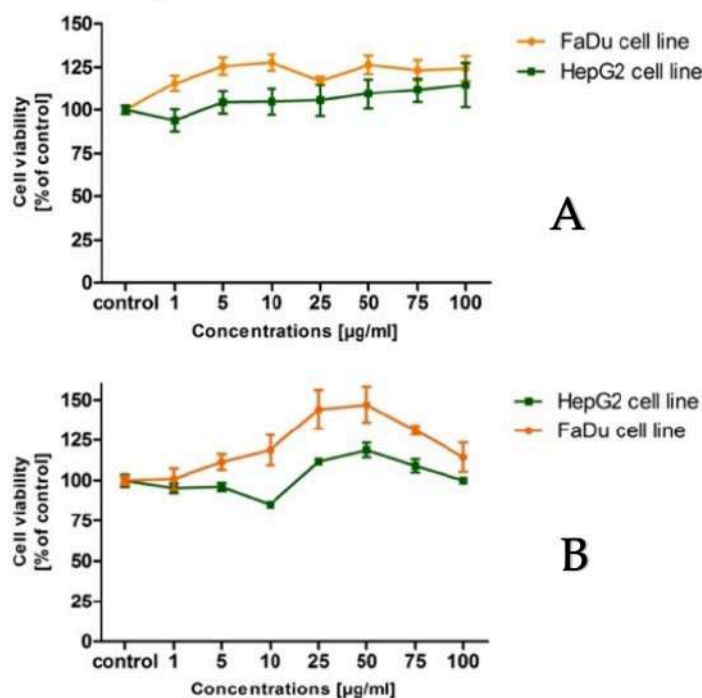 150
125
100
75
50
25
0
Cell viability
[% of control]
control 1 5 10 25 50 75 100
Concentrations [µg/ml]
FaDu cell line
HepG2 cell line
A
150
125
100
75
50
25
0
Cell viability
[% of control]
control 1 5 10 25 50 75 100
Concentrations [µg/ml]
HepG2 cell line
FaDu cell line
B